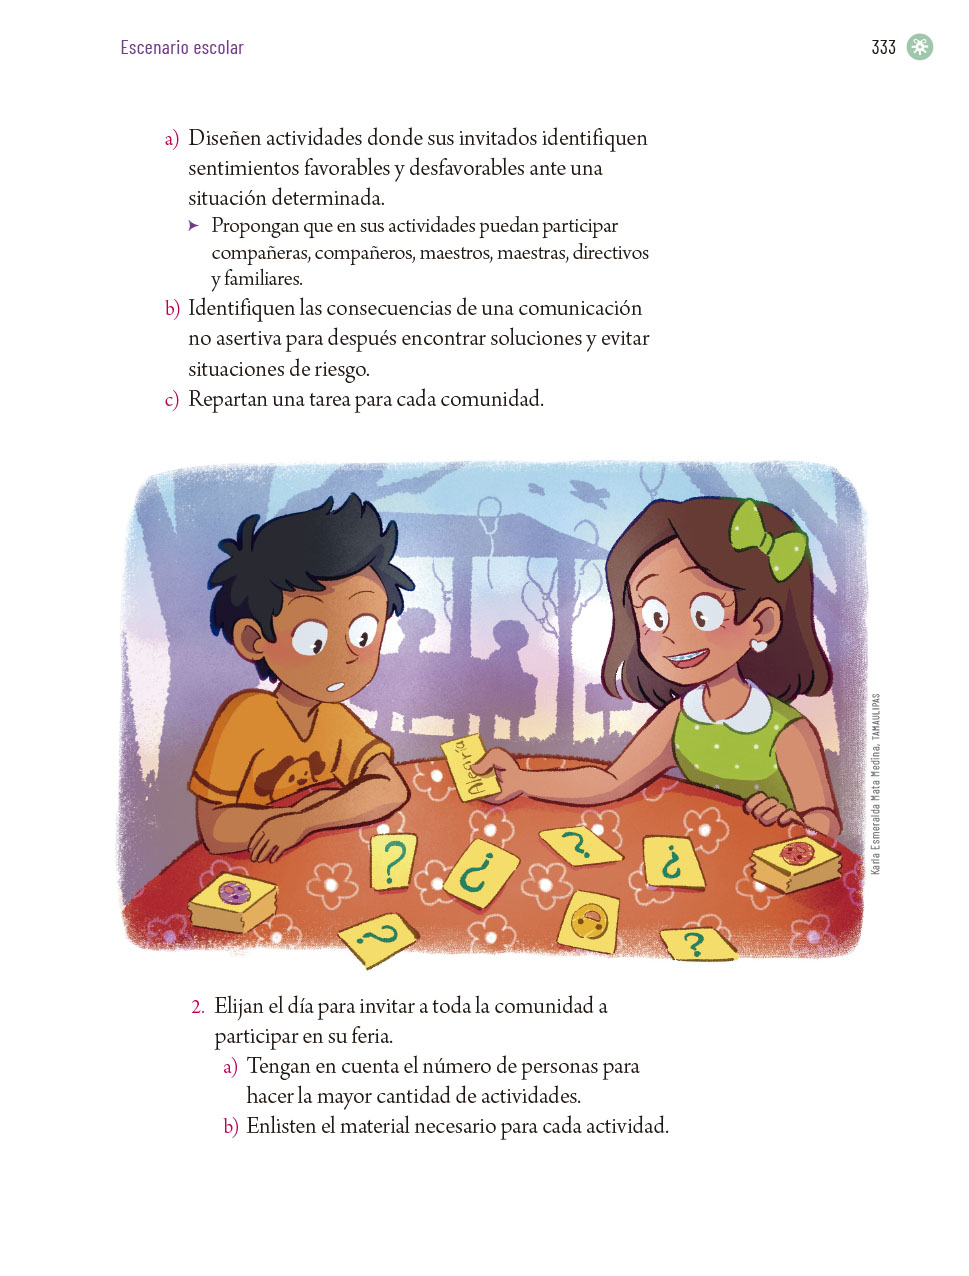 Escenario escolar
333
a) Diseñen actividades donde sus invitados identifiquen
sentimientos favorables y desfavorables ante una
situación determinada.
➤ Propongan que en sus actividades puedan participar
compañeras, compañeros, maestros, maestras, directivos
y familiares.
b) Identifiquen las consecuencias de una comunicación
no asertiva para después encontrar soluciones y evitar
situaciones de riesgo.
c) Repartan una tarea para cada comunidad.
Alegría
?
¿
?
¿
?
?
Karla Esmeralda Mata Medina, TAMAULIPAS
2. Elijan el día para invitar a toda la comunidad a
participar en su feria.
a) Tengan en cuenta el número de personas para
hacer la mayor cantidad de actividades.
b) Enlisten el material necesario para cada actividad.